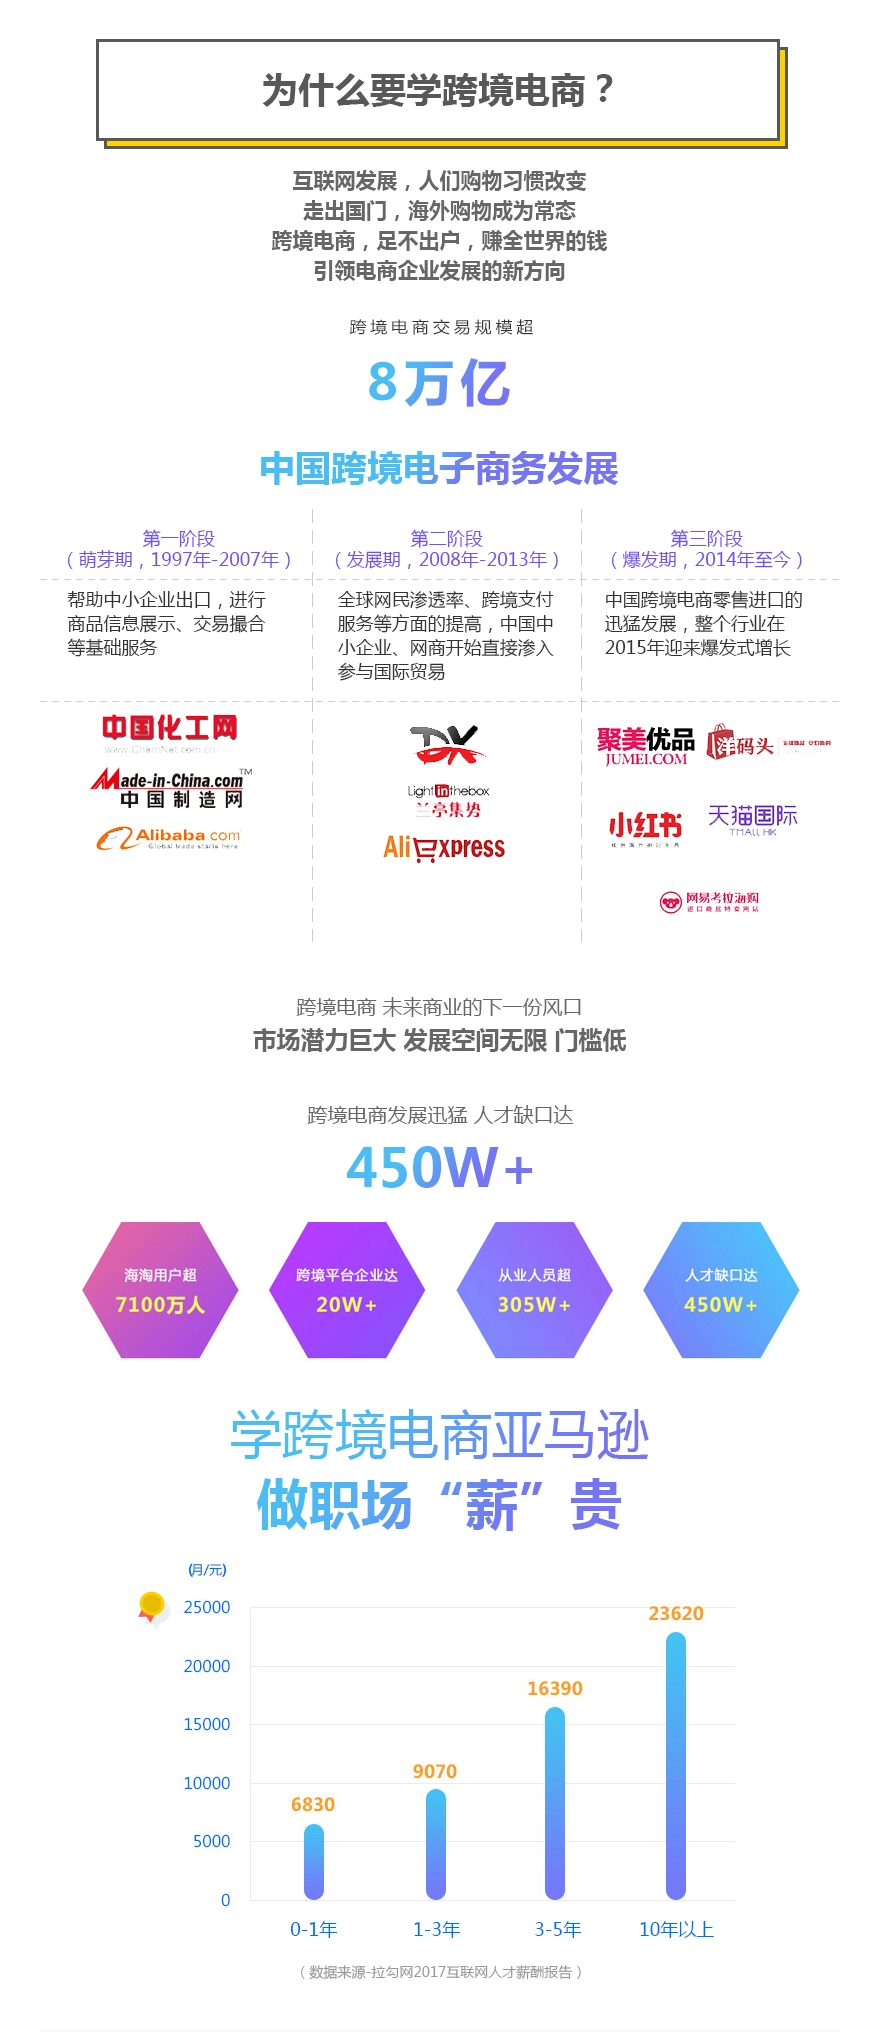 为什么要学跨境电商？
互联网发展，人们购物习惯改变
走出国门，海外购物成为常态
跨境电商，足不出户，赚全世界的钱
引领电商企业发展的新方向
跨境电商交易规模超
8万亿
中国跨境电子商务发展
第一阶段
（萌芽期，1997年-2007年）
帮助中小企业出口，进行
商品信息展示、交易撮合
等基础服务
中国化工网
www.ChemNet.com.cn
Made-in-China.com™
中国制造网
Alibaba.com
Global trade starts here
第二阶段
（发展期，2008年-2013年）
全球网民渗透率、跨境支付
服务等方面的提高，中国中
小企业、网商开始直接渗入
参与国际贸易
DX
Lightinthebox
兰亭集势
AliExpress
第三阶段
（爆发期，2014年至今）
中国跨境电商零售进口的
迅猛发展，整个行业在
2015年迎来爆发式增长
聚美优品
JUMEI.COM
洋码头
小红书
天猫国际
TMALL HK
网易考拉海购
跨境电商 未来商业的下一份风口
市场潜力巨大 发展空间无限 门槛低
跨境电商发展迅猛 人才缺口达
450W+
海淘用户超
7100万人
跨境平台企业达
20W+
从业人员超
305W+
人才缺口达
450W+
学跨境电商亚马逊
做职场“薪”贵
(月/元)
25000
20000
15000
10000
5000
0
6830
9070
16390
23620
0-1年
1-3年
3-5年
10年以上
（数据来源-拉勾网2017互联网人才薪酬报告）